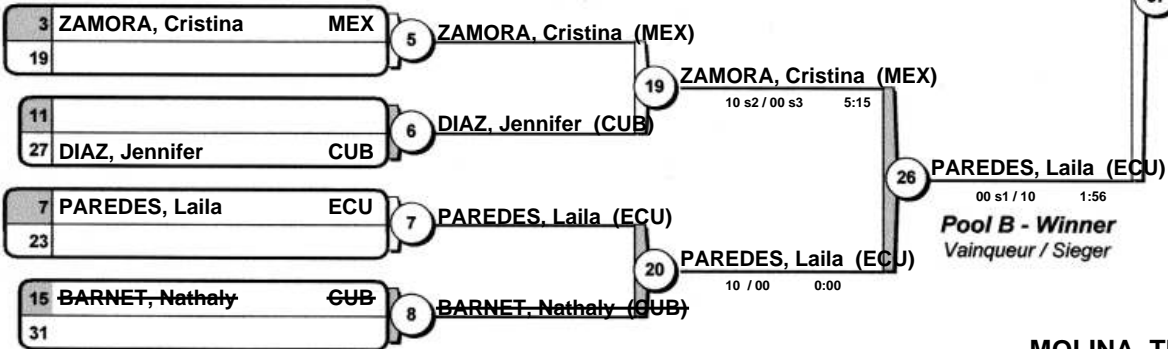 3 ZAMORA, Cristina MEX
19
5 ZAMORA, Cristina (MEX)
11
27 DIAZ, Jennifer CUB
6 DIAZ, Jennifer (CUB)
19 ZAMORA, Cristina (MEX)
10 s2 / 00 s3 5:15
7 PAREDES, Laila ECU
23
7 PAREDES, Laila (ECU)
15 BARNET, Nathaly CUB
31
8 BARNET, Nathaly (CUB)
20 PAREDES, Laila (ECU)
10 / 00 0:00
26 PAREDES, Laila (ECU)
00 s1 / 10 1:56
Pool B - Winner
Vainqueur / Sieger